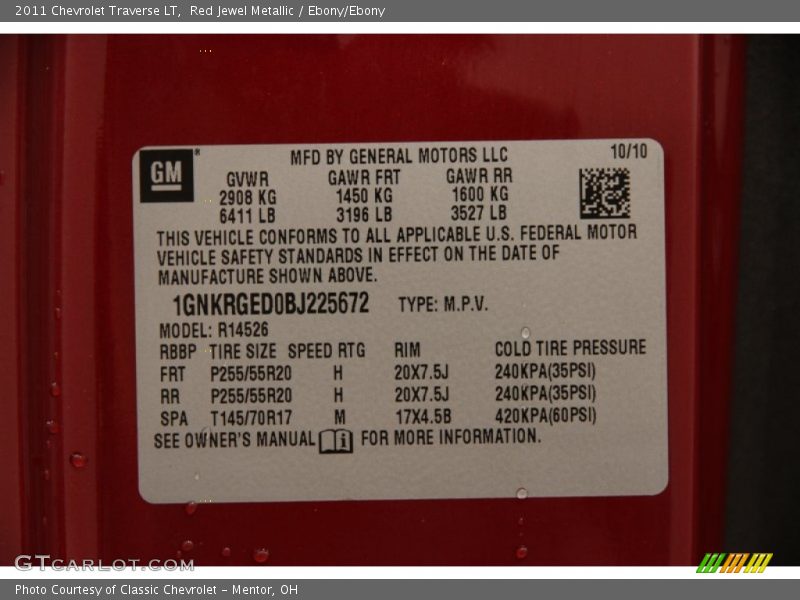 2011 Chevrolet Traverse LT, Red Jewel Metallic / Ebony/Ebony
GM
MFD BY GENERAL MOTORS LLC 10/10
GVWR GAWR FRT GAWR RR
2908 KG 1450 KG 1600 KG
6411 LB 3196 LB 3527 LB
THIS VEHICLE CONFORMS TO ALL APPLICABLE U.S. FEDERAL MOTOR
VEHICLE SAFETY STANDARDS IN EFFECT ON THE DATE OF
MANUFACTURE SHOWN ABOVE.
1GNKRGED0BJ225672 TYPE: M.P.V.
MODEL: R14526
RBBP TIRE SIZE SPEED RTG RIM COLD TIRE PRESSURE
FRT P255/55R20 H 20X7.5J 240KPA(35PSI)
RR P255/55R20 H 20X7.5J 240KPA(35PSI)
SPA T145/70R17 M 17X4.5B 420KPA(60PSI)
SEE OWNER'S MANUAL FOR MORE INFORMATION.
GTCARLOT.COM
Photo Courtesy of Classic Chevrolet - Mentor, OH